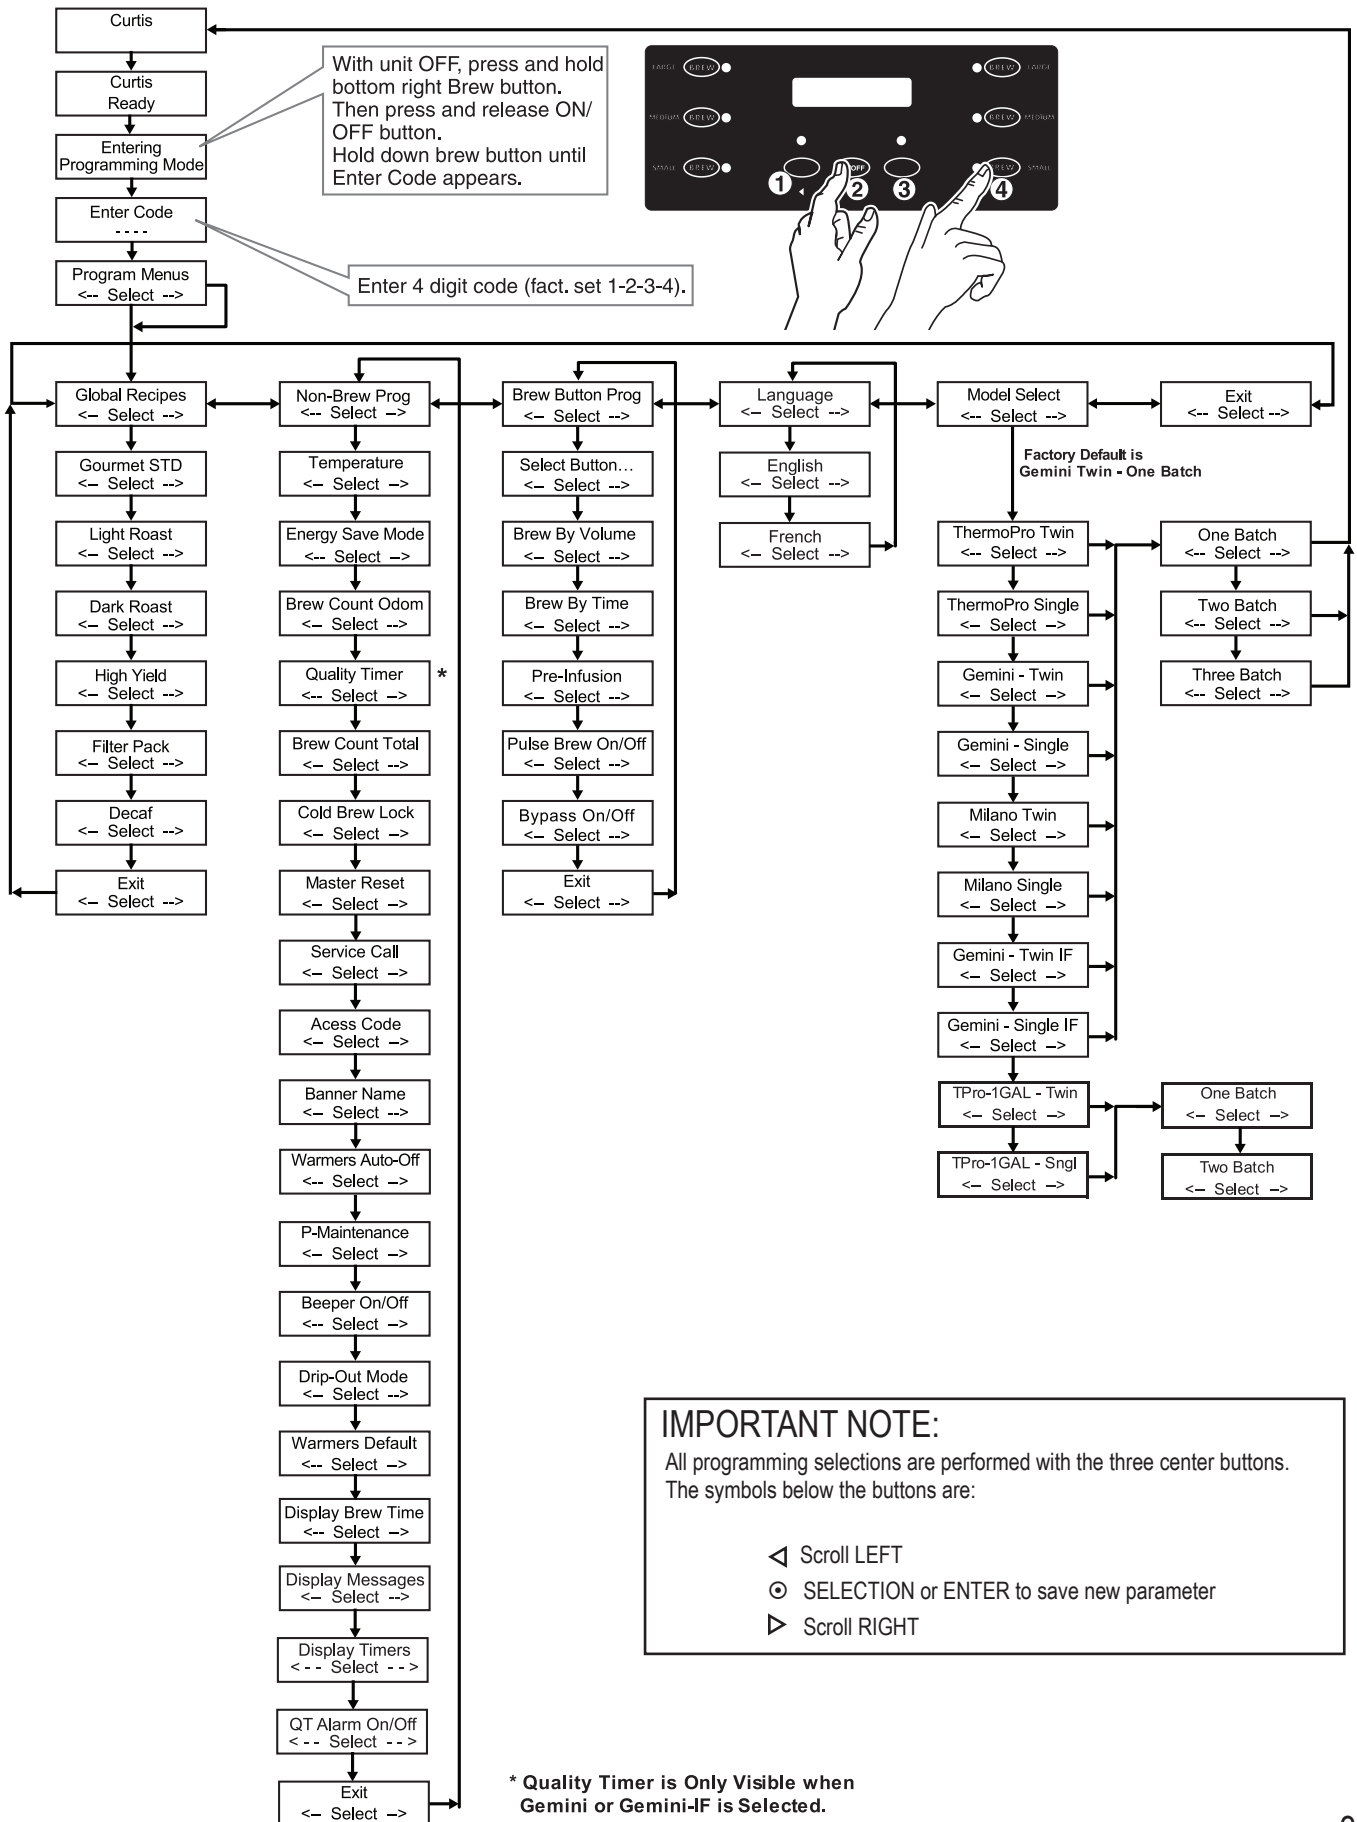 Curtis
Curtis
Ready
Entering
Programming Mode
Enter Code
- - - -
Program Menus
<-- Select -->
With unit OFF, press and hold
bottom right Brew button.
Then press and release ON/
OFF button.
Hold down brew button until
Enter Code appears.
Enter 4 digit code (fact. set 1-2-3-4).
LARGE BREW
BREW LARGE
MEDIUM BREW
BREW MEDIUM
SMALL BREW
OFF
BREW SMALL
1
2
3
4
Global Recipes
<-- Select -->
Gourmet STD
<-- Select -->
Light Roast
<-- Select -->
Dark Roast
<-- Select -->
High Yield
<– Select -->
Filter Pack
<– Select -->
Decaf
<– Select -->
Exit
<– Select -->
Non-Brew Prog
<-- Select –>
Temperature
<-- Select –>
Energy Save Mode
<-- Select –>
Brew Count Odom
<-- Select –>
Quality Timer
<-- Select –>
*
Brew Count Total
<– Select -->
Cold Brew Lock
<– Select -->
Master Reset
<-- Select –>
Service Call
<-- Select –>
Acess Code
<– Select -->
Banner Name
<-- Select -->
Warmers Auto-Off
<-- Select –>
P-Maintenance
<– Select –>
Beeper On/Off
<– Select –>
Drip-Out Mode
<– Select -->
Warmers Default
<-- Select –>
Display Brew Time
<-- Select –>
Display Messages
<– Select -->
Display Timers
< - - Select - - >
QT Alarm On/Off
< - - Select - - >
Exit
<– Select –>
Brew Button Prog
<– Select -->
Select Button...
<– Select -->
Brew By Volume
<– Select -->
Brew By Time
<– Select -->
Pre-Infusion
<– Select -->
Pulse Brew On/Off
<– Select -->
Bypass On/Off
<– Select -->
Exit
<– Select -->
Language
<– Select -->
English
<– Select -->
French
<– Select -->
Model Select
<– Select -->
Factory Default is
Gemini Twin - One Batch
ThermoPro Twin
<-- Select –>
ThermoPro Single
<-- Select –>
Gemini - Twin
<-- Select –>
Gemini - Single
<– Select –>
Milano Twin
<– Select –>
Milano Single
<– Select –>
Gemini - Twin IF
<– Select –>
Gemini - Single IF
<– Select –>
TPro-1GAL - Twin
<– Select –>
TPro-1GAL - Sngl
<– Select –>
Exit
<-- Select -->
One Batch
<-- Select -->
Two Batch
<-- Select -->
Three Batch
<-- Select -->
One Batch
<– Select –>
Two Batch
<– Select –>
IMPORTANT NOTE:
All programming selections are performed with the three center buttons.
The symbols below the buttons are:
Scroll LEFT
SELECTION or ENTER to save new parameter
Scroll RIGHT
* Quality Timer is Only Visible when
Gemini or Gemini-IF is Selected.